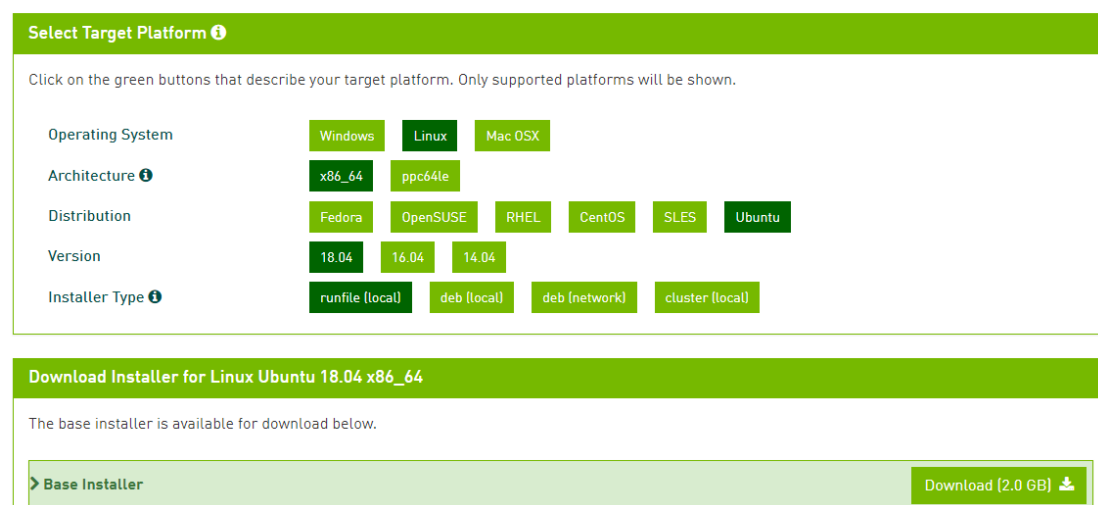 Select Target Platform
Click on the green buttons that describe your target platform. Only supported platforms will be shown.
Operating System Windows Linux Mac OSX
Architecture x86_64 ppc64le
Distribution Fedora OpenSUSE RHEL CentOS SLES Ubuntu
Version 18.04 16.04 14.04
Installer Type runfile (local) deb (local) deb (network) cluster (local)
Download Installer for Linux Ubuntu 18.04 x86_64
The base installer is available for download below.
Base Installer Download (2.0 GB)